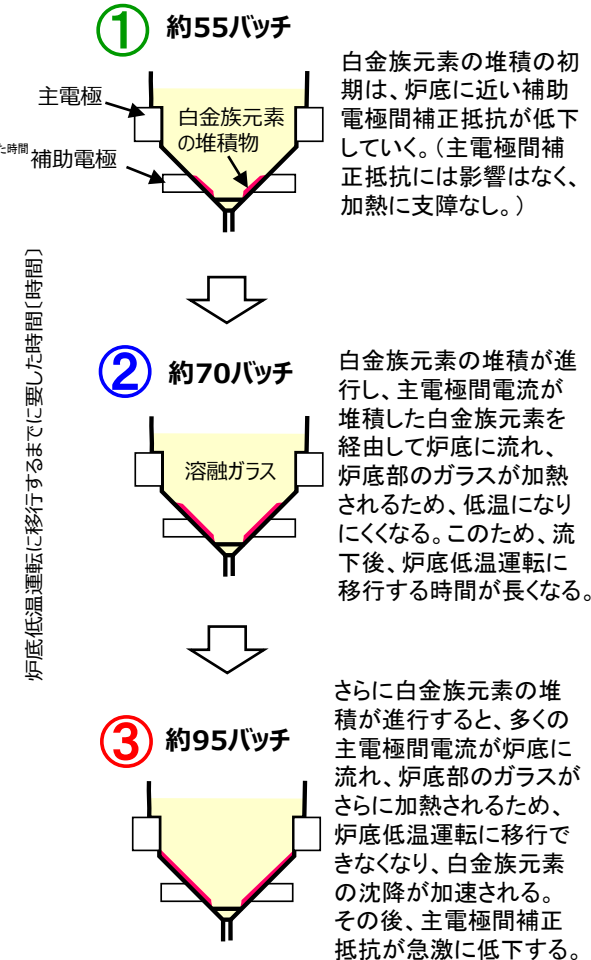 ① 約55バッチ
主電極
白金族元素
の堆積物
た時間
補助電極
白金族元素の堆積の初
期は、炉底に近い補助
電極間補正抵抗が低下
していく。（主電極間補
正抵抗には影響はなく、
加熱に支障なし。）
炉底低温運転に移行するまでに要した時間〔時間〕
② 約70バッチ
溶融ガラス
白金族元素の堆積が進
行し、主電極間電流が
堆積した白金族元素を
経由して炉底に流れ、
炉底部のガラスが加熱
されるため、低温になり
にくくなる。このため、流
下後、炉底低温運転に
移行する時間が長くなる。
③ 約95バッチ
さらに白金族元素の堆
積が進行すると、多くの
主電極間電流が炉底に
流れ、炉底部のガラスが
さらに加熱されるため、
炉底低温運転に移行で
きなくなり、白金族元素
の沈降が加速される。
その後、主電極間補正
抵抗が急激に低下する。